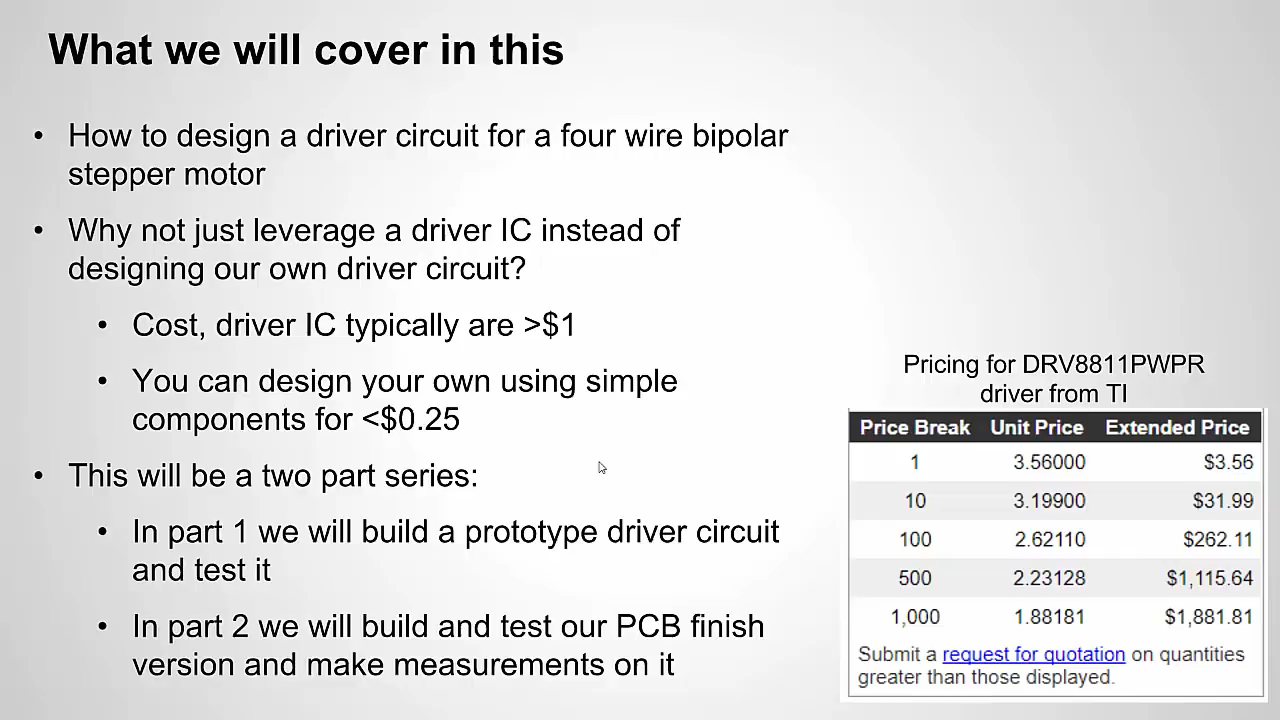 What we will cover in this
• How to design a driver circuit for a four wire bipolar
stepper motor
• Why not just leverage a driver IC instead of
designing our own driver circuit?
• Cost, driver IC typically are >$1
• You can design your own using simple
components for <$0.25
• This will be a two part series:
• In part 1 we will build a prototype driver circuit
and test it
• In part 2 we will build and test our PCB finish
version and make measurements on it
Pricing for DRV8811PWPR
driver from TI
Price Break Unit Price Extended Price
1 3.56000 $3.56
10 3.19900 $31.99
100 2.62110 $262.11
500 2.23128 $1,115.64
1,000 1.88181 $1,881.81
Submit a request for quotation on quantities
greater than those displayed.